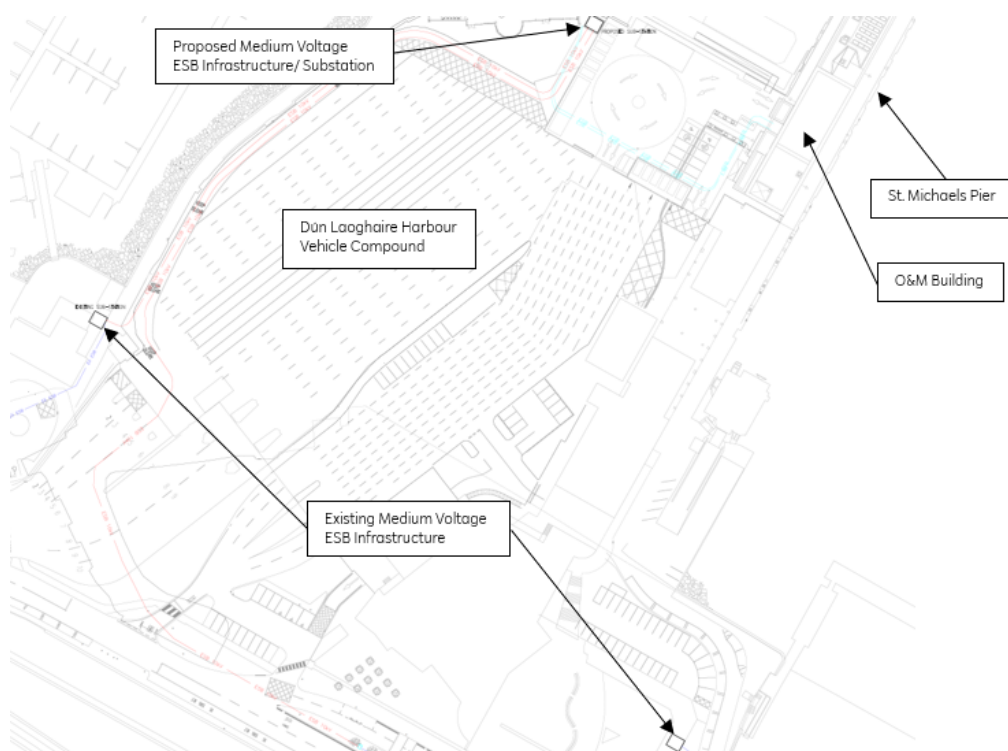 Proposed Medium Voltage
ESB Infrastructure/ Substation
St. Michaels Pier
Dūn Laoghaire Harbour
Vehicle Compound
O&M Building
Existing Medium Voltage
ESB Infrastructure